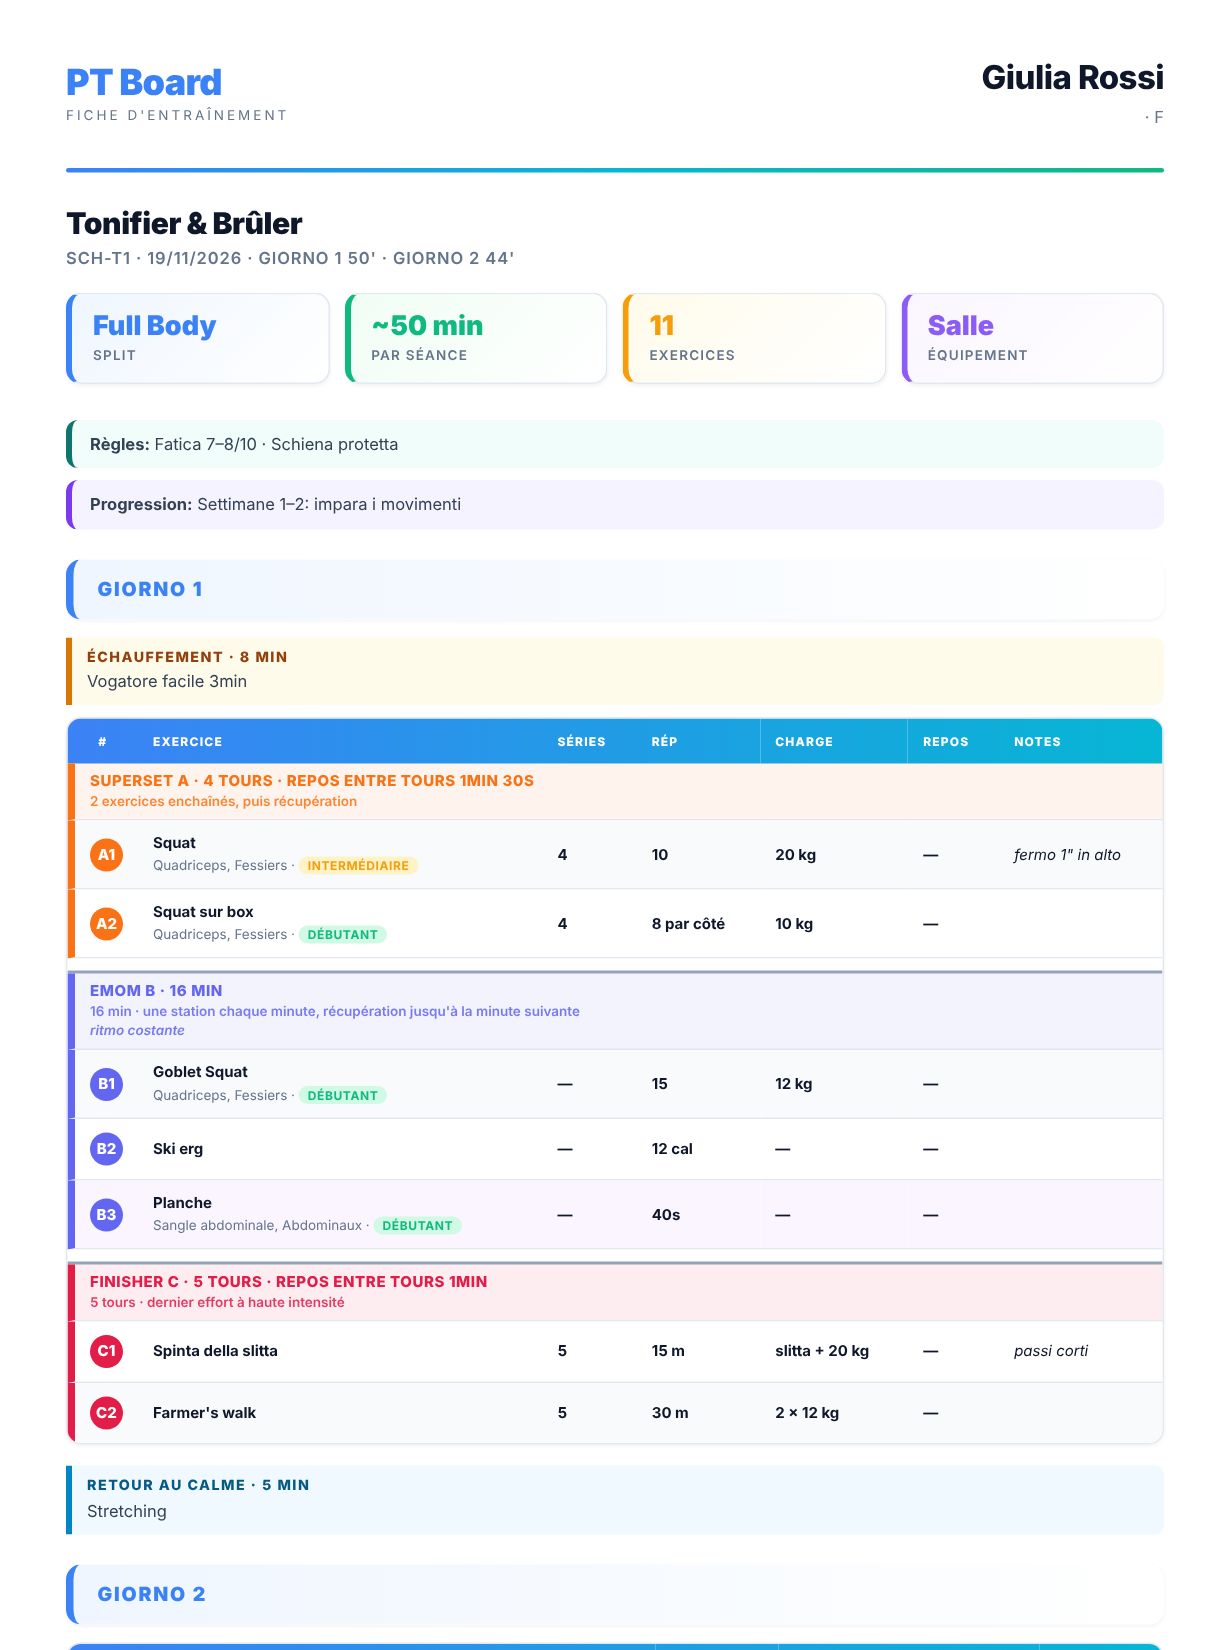 PT Board
FICHE D'ENTRAÎNEMENT
Giulia Rossi
· F
Tonifier & Brûler
SCH-T1 · 19/11/2026 · GIORNO 1 50' · GIORNO 2 44'
Full Body
SPLIT
~50 min
PAR SÉANCE
11
EXERCICES
Salle
ÉQUIPEMENT
Règles: Fatica 7–8/10 · Schiena protetta
Progression: Settimane 1–2: impara i movimenti
GIORNO 1
ÉCHAUFFEMENT · 8 MIN
Vogatore facile 3min
# EXERCICE SÉRIES RÉP CHARGE REPOS NOTES
SUPERSET A · 4 TOURS · REPOS ENTRE TOURS 1MIN 30S
2 exercices enchaînés, puis récupération
A1 Squat 4 10 20 kg — fermo 1" in alto
Quadriceps, Fessiers · INTERMÉDIAIRE
A2 Squat sur box 4 8 par côté 10 kg —
Quadriceps, Fessiers · DÉBUTANT
EMOM B · 16 MIN
16 min · une station chaque minute, récupération jusqu'à la minute suivante
ritmo costante
B1 Goblet Squat — 15 12 kg —
Quadriceps, Fessiers · DÉBUTANT
B2 Ski erg — 12 cal — —
B3 Planche — 40s — —
Sangle abdominale, Abdominaux · DÉBUTANT
FINISHER C · 5 TOURS · REPOS ENTRE TOURS 1MIN
5 tours · dernier effort à haute intensité
C1 Spinta della slitta 5 15 m slitta + 20 kg — passi corti
C2 Farmer's walk 5 30 m 2 × 12 kg —
RETOUR AU CALME · 5 MIN
Stretching
GIORNO 2